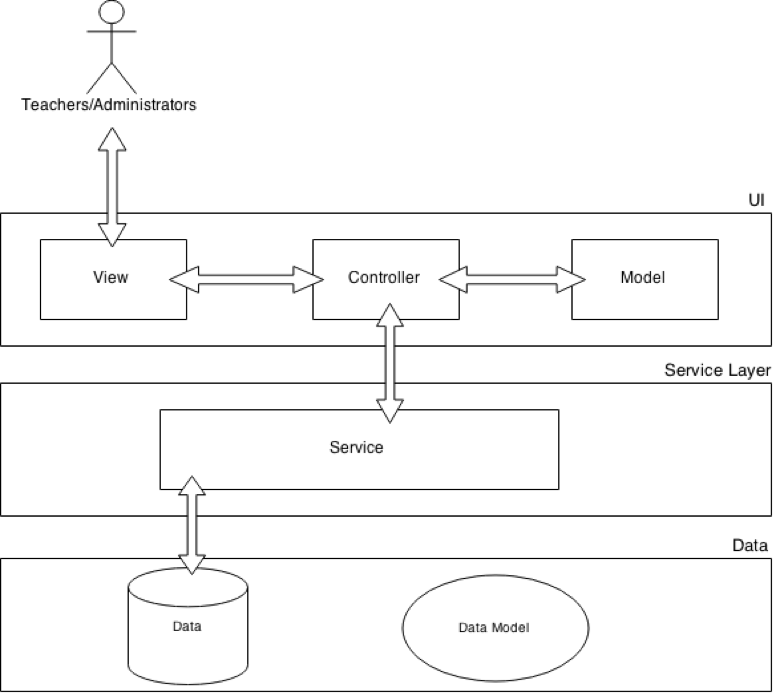 Teachers/Administrators
UI
View
Controller
Model
Service Layer
Service
Data
Data
Data Model